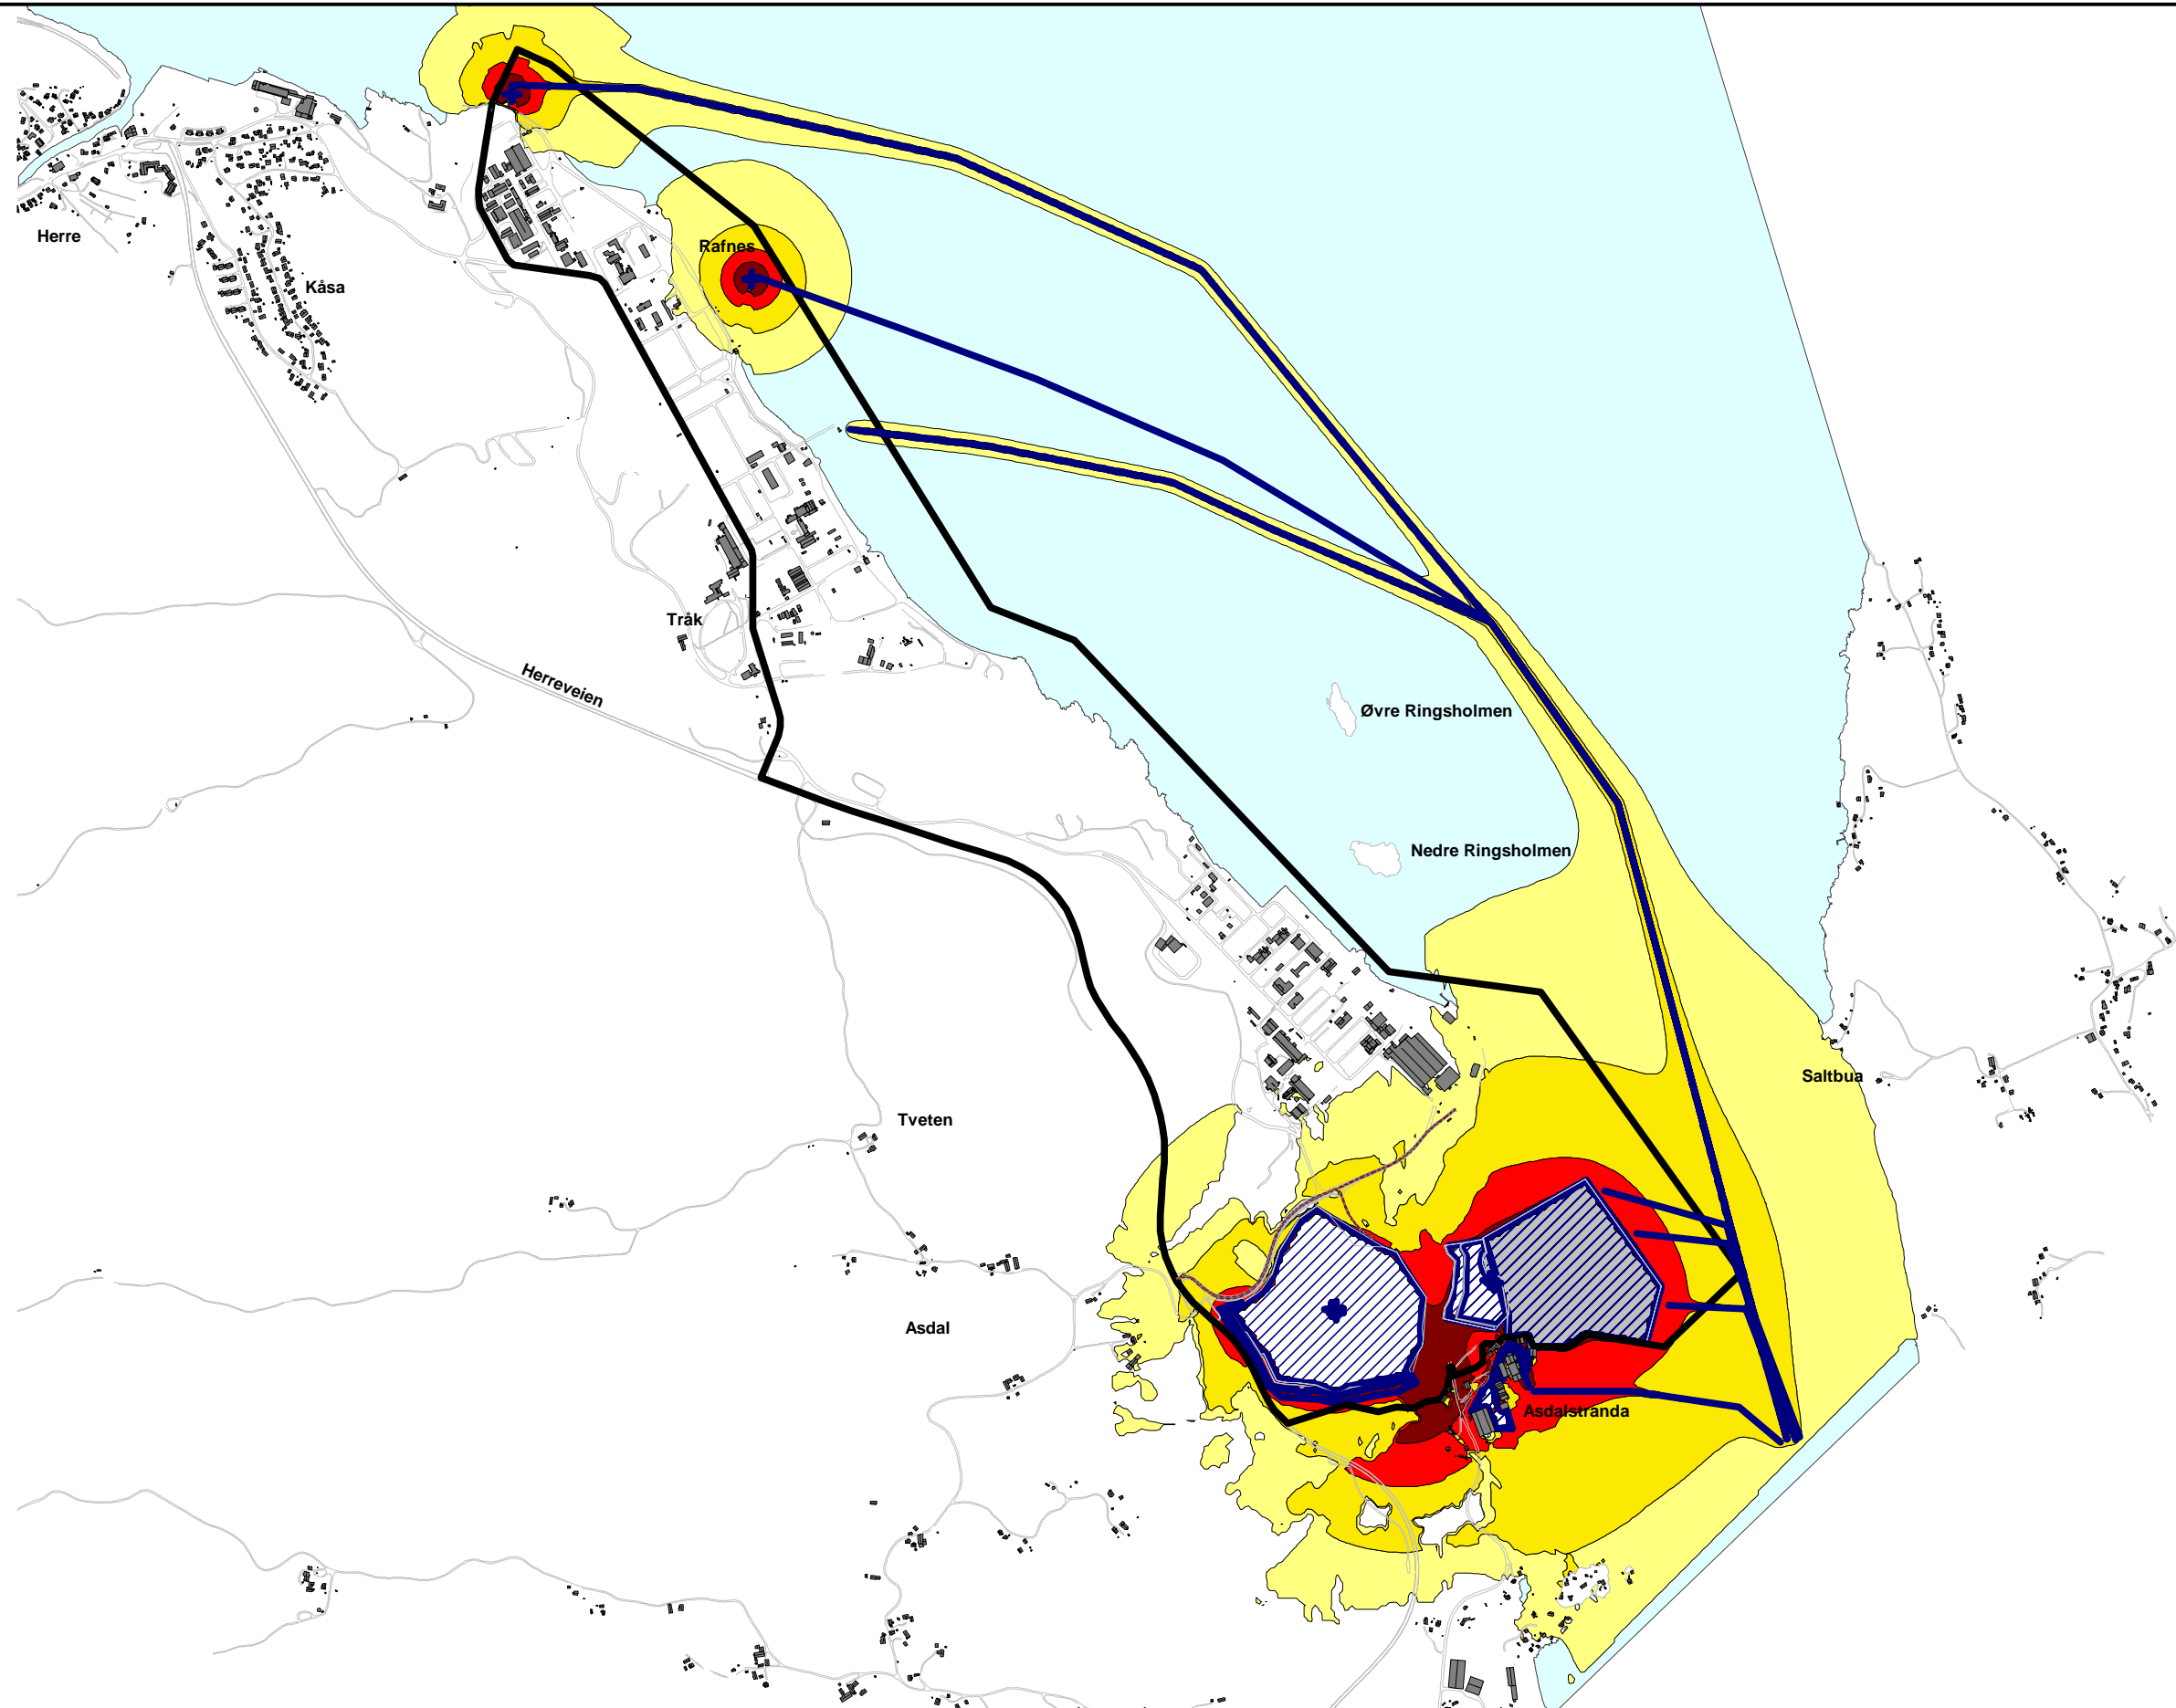 Herre
Rafnes
Kåsa
Tråk
Herreveien
Øvre Ringsholmen
Nedre Ringsholmen
Saltbua
Tveten
Asdal
Asdalstranda